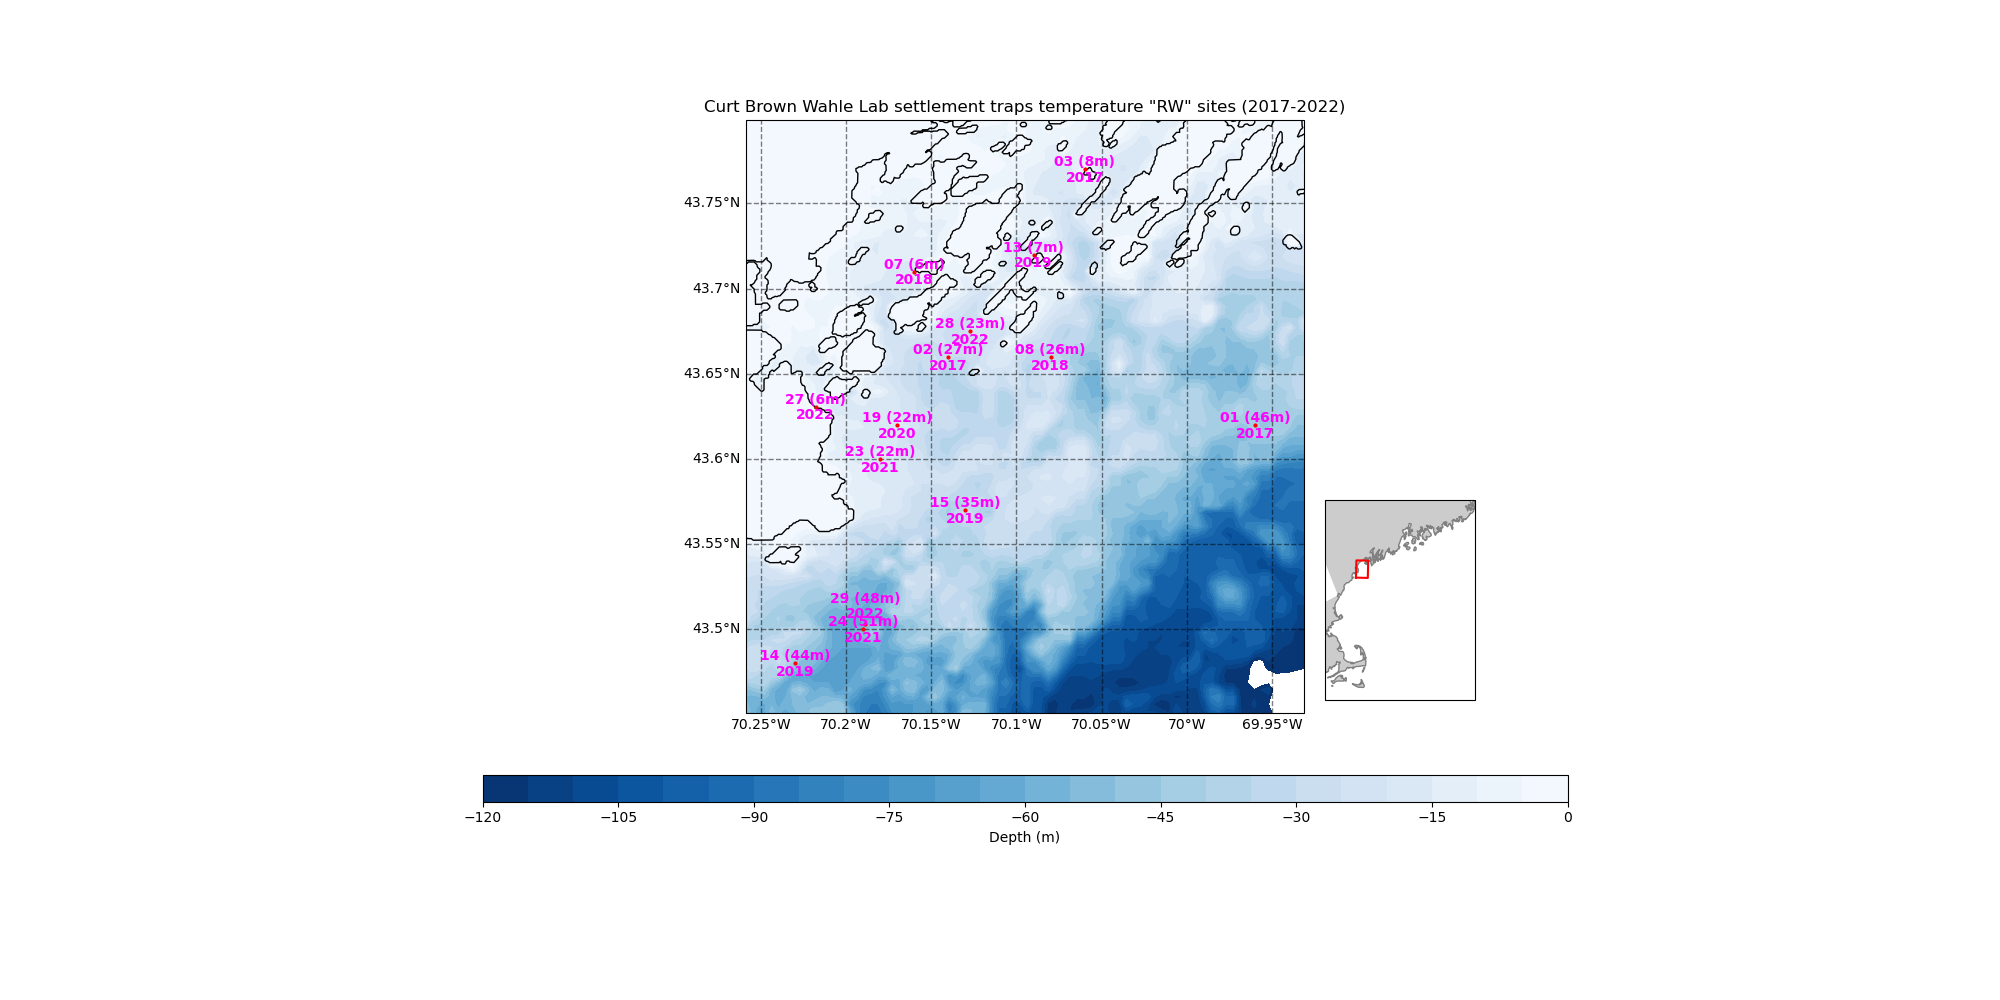 Curt Brown Wahle Lab settlement traps temperature "RW" sites (2017-2022)
03 (8m)
2017
43.75°N
13 (7m)
2019
07 (6m)
2018
43.7°N
28 (23m)
2022
02 (27m)
2017
08 (26m)
2018
43.65°N
27 (6m)
2022
19 (22m)
2020
01 (46m)
2017
23 (22m)
2021
43.6°N
15 (35m)
2019
43.55°N
29 (48m)
2022
24 (51m)
2021
43.5°N
14 (44m)
2019
70.25°W 70.2°W 70.15°W 70.1°W 70.05°W 70°W 69.95°W
−120 −105 −90 −75 −60 −45 −30 −15 0
Depth (m)